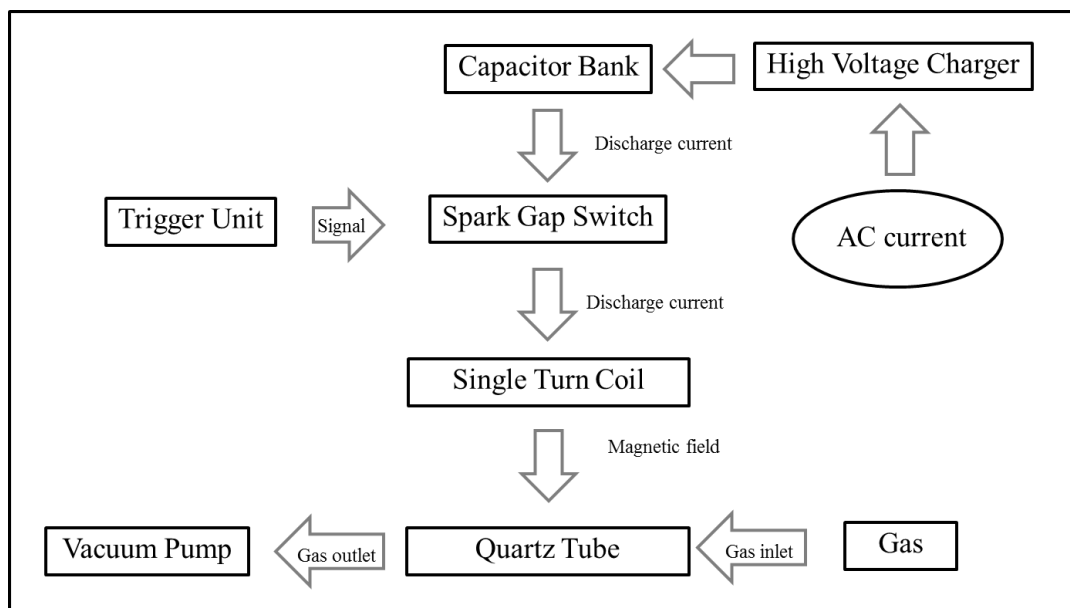 Capacitor Bank
High Voltage Charger
Discharge current
Trigger Unit
Signal
Spark Gap Switch
AC current
Discharge current
Single Turn Coil
Magnetic field
Vacuum Pump
Gas outlet
Quartz Tube
Gas inlet
Gas